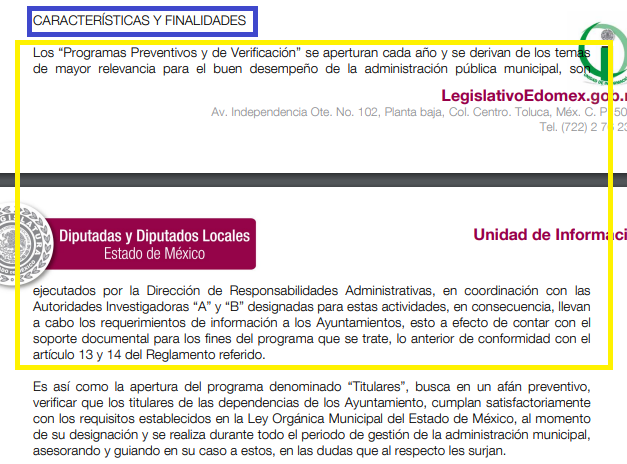 CARACTERÍSTICAS Y FINALIDADES
Los “Programas Preventivos y de Verificación” se aperturan cada año y se derivan de los temas
de mayor relevancia para el buen desempeño de la administración pública municipal, son
LegislativoEdomex.gob.
Av. Independencia Ote. No. 102, Planta baja, Col. Centro. Toluca, Méx. C. P. 50
Tel. (722) 2 79 23
Diputadas y Diputados Locales
Estado de México
Unidad de Informaci
ejecutados por la Dirección de Responsabilidades Administrativas, en coordinación con las
Autoridades Investigadoras “A” y “B” designadas para estas actividades, en consecuencia, llevan
a cabo los requerimientos de información a los Ayuntamientos, esto a efecto de contar con el
soporte documental para los fines del programa que se trate, lo anterior de conformidad con el
artículo 13 y 14 del Reglamento referido.
Es así como la apertura del programa denominado “Titulares”, busca en un afán preventivo,
verificar que los titulares de las dependencias de los Ayuntamiento, cumplan satisfactoriamente
con los requisitos establecidos en la Ley Orgánica Municipal del Estado de México, al momento
de su designación y se realiza durante todo el periodo de gestión de la administración municipal,
asesorando y guiando en su caso a estos, en las dudas que al respecto les surjan.